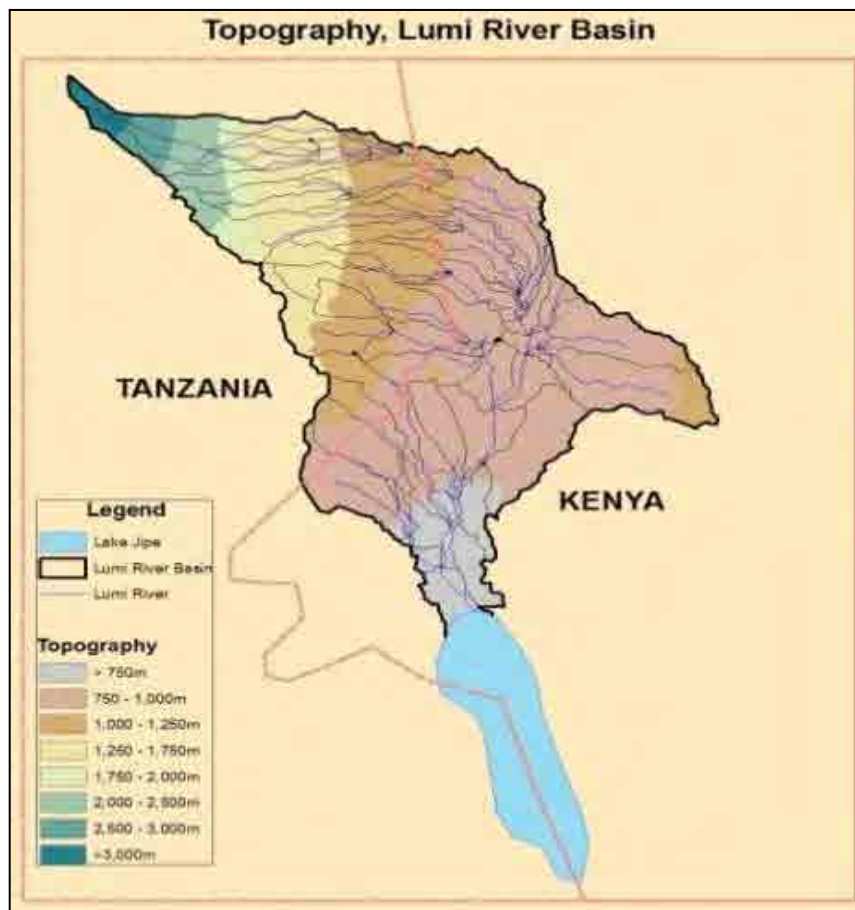 Topography, Lumi River Basin
TANZANIA
KENYA
Legend
Lake Jipe
Lumi River Basin
Lumi River
Topography
> 750m
750 - 1,000m
1,000 - 1,250m
1,250 - 1,750m
1,750 - 2,000m
2,000 - 2,500m
2,500 - 3,000m
>3,000m